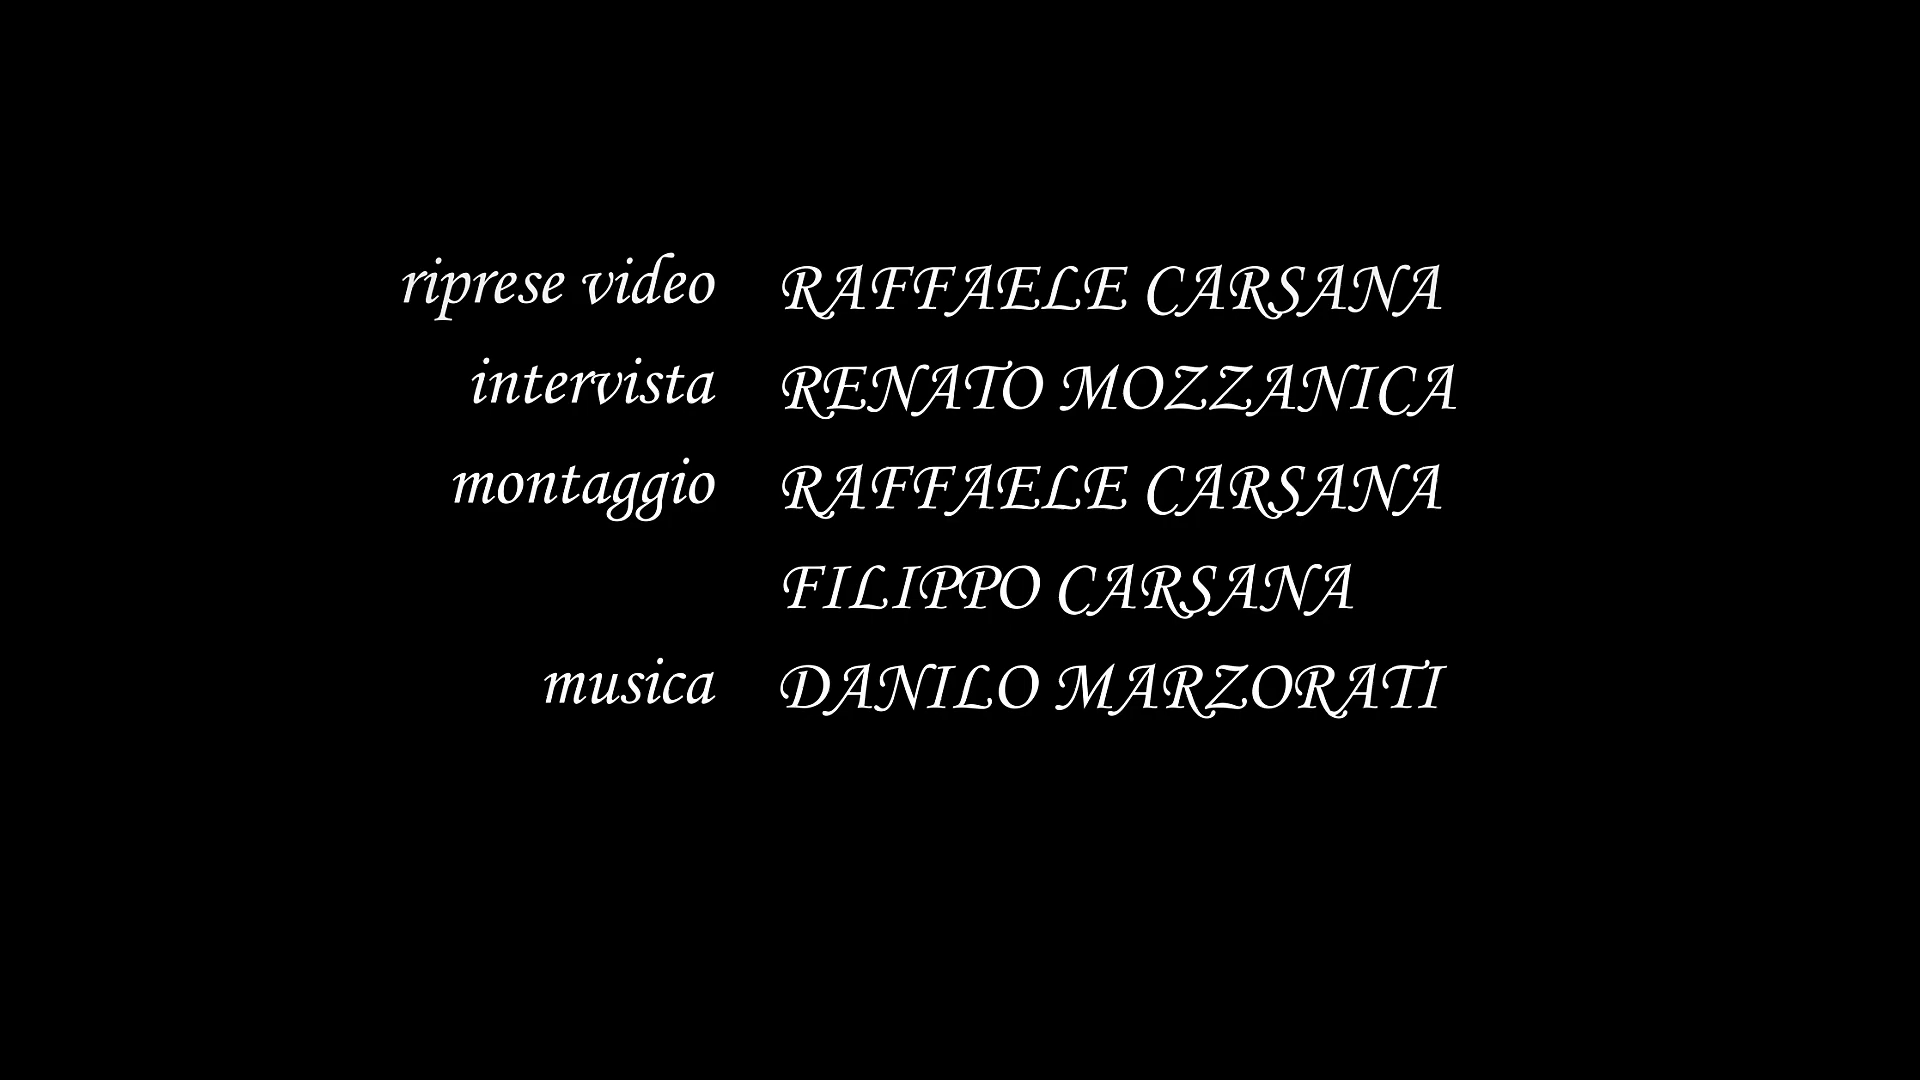 riprese video RAFFAELE CARSANA
intervista RENATO MOZZANICA
montaggio RAFFAELE CARSANA
FILIPPO CARSANA
musica DANILO MARZORATI